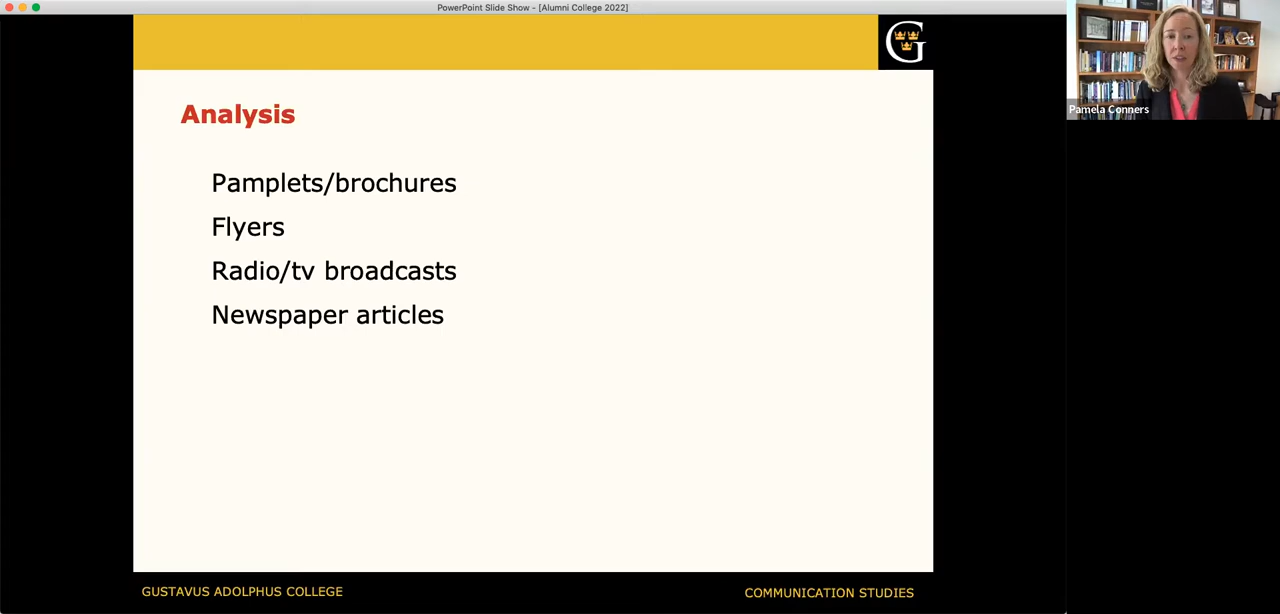 PowerPoint Slide Show - [Alumni College 2022]
G
Pamela Conners
Analysis
Pamplets/brochures
Flyers
Radio/tv broadcasts
Newspaper articles
GUSTAVUS ADOLPHUS COLLEGE
COMMUNICATION STUDIES